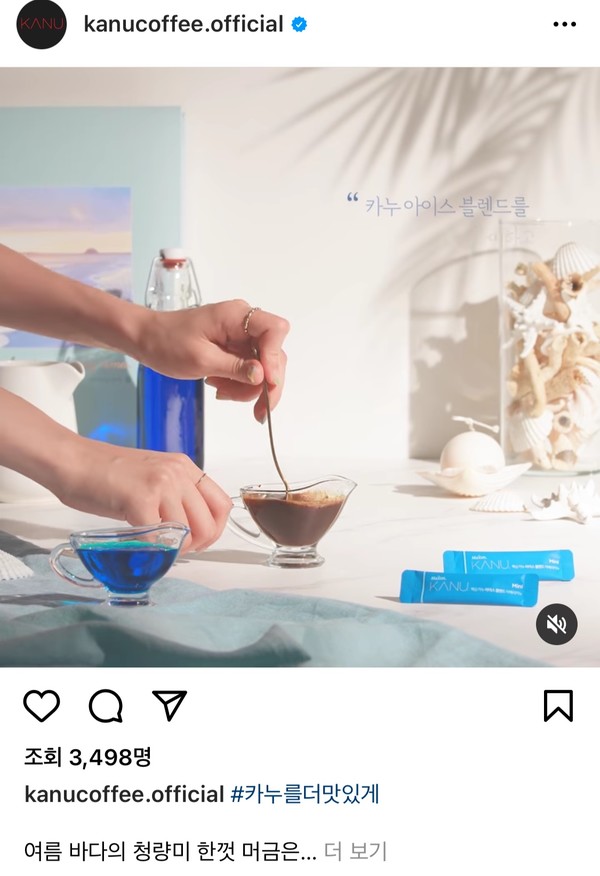 KANU
kanucoffee.official
“ 카누 아이스 블렌드를
KANU
Mini
KANU
Mini
조회 3,498명
kanucoffee.official #카누를더맛있게
여름 바다의 청량미 한껏 머금은... 더 보기